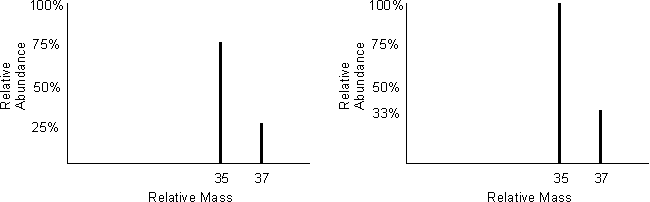 100%
75%
50%
25%
Relative
Abundance
35 37
Relative Mass
100%
75%
50%
33%
Relative
Abundance
35 37
Relative Mass